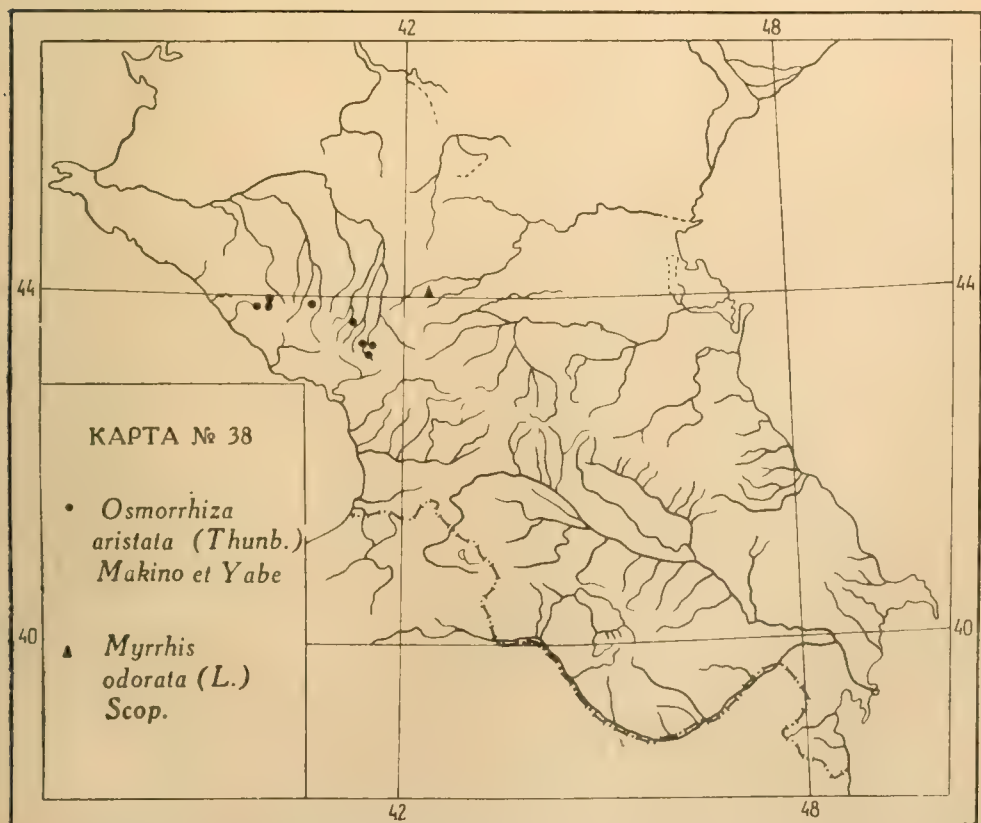 42 48
44 44
КАРТА № 38
• Osmorrhiza
aristata (Thunb.)
Makino et Yabe
40 40
▲ Myrrhis
odorata (L.)
Scop.
42 48